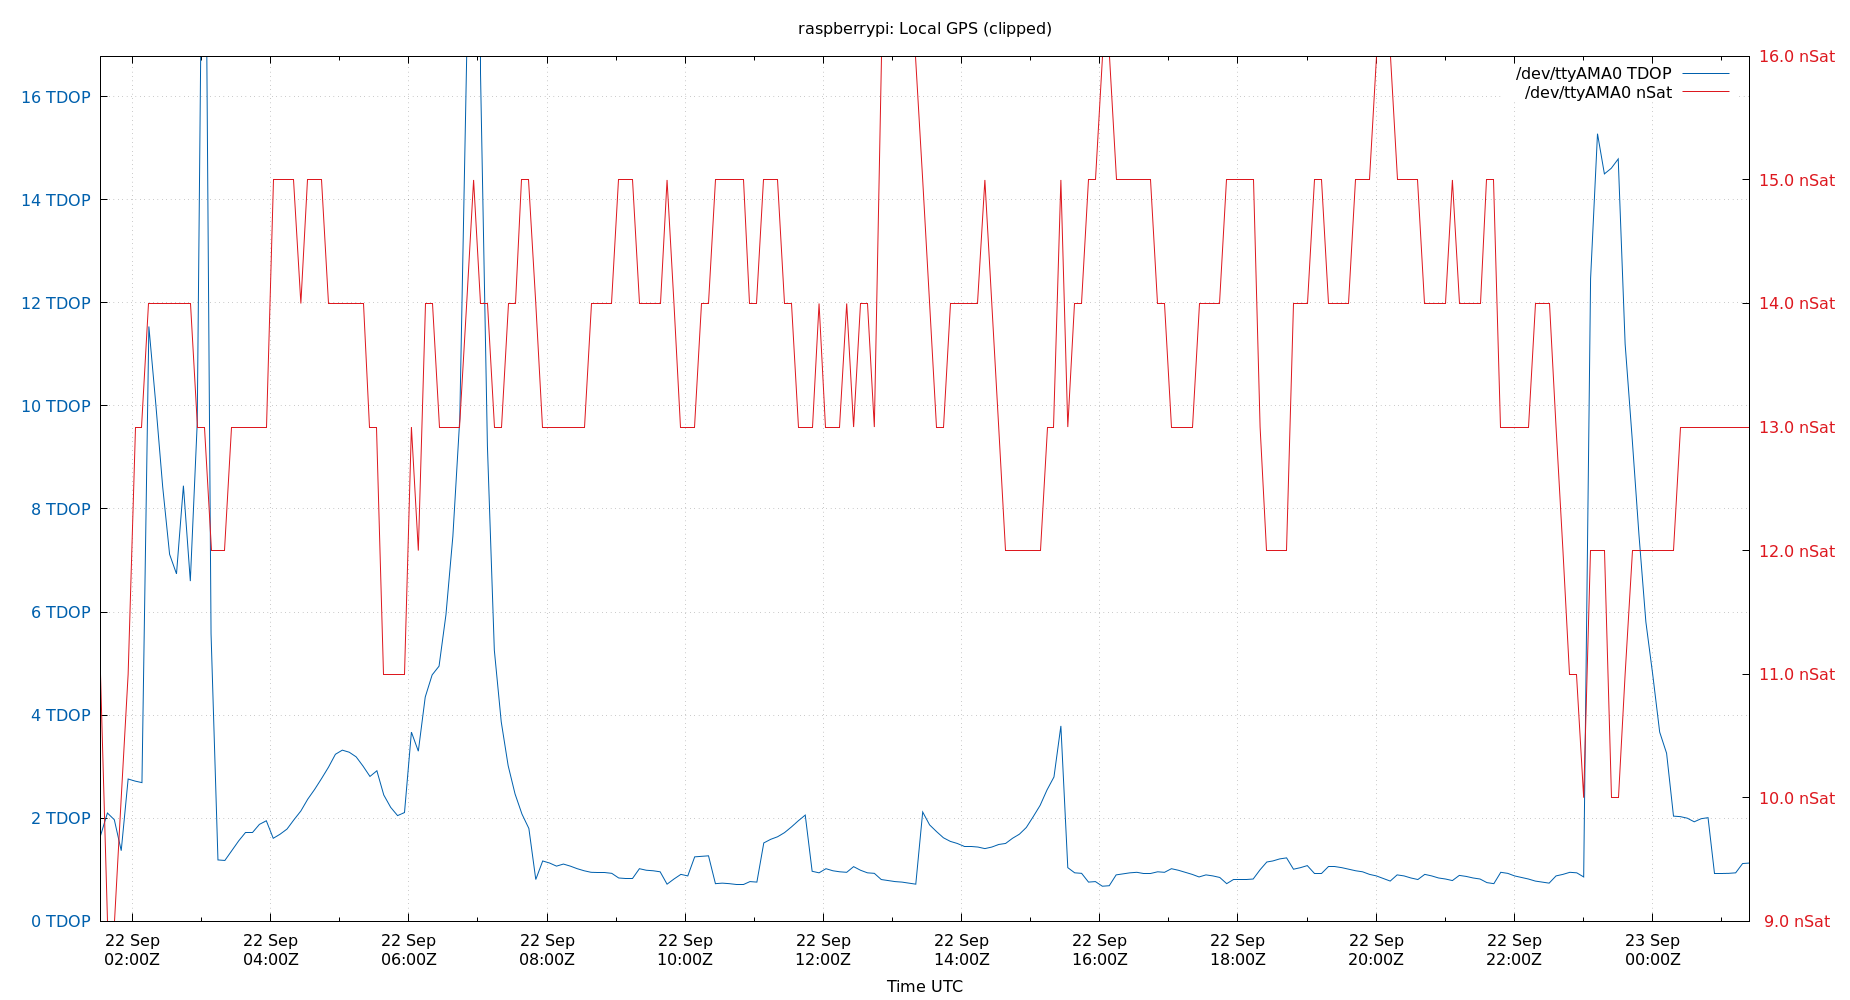 raspberrypi: Local GPS (clipped)
/dev/ttyAMA0 TDOP
/dev/ttyAMA0 nSat
16 TDOP
14 TDOP
12 TDOP
10 TDOP
8 TDOP
6 TDOP
4 TDOP
2 TDOP
0 TDOP
16.0 nSat
15.0 nSat
14.0 nSat
13.0 nSat
12.0 nSat
11.0 nSat
10.0 nSat
9.0 nSat
22 Sep
02:00Z
22 Sep
04:00Z
22 Sep
06:00Z
22 Sep
08:00Z
22 Sep
10:00Z
22 Sep
12:00Z
22 Sep
14:00Z
22 Sep
16:00Z
22 Sep
18:00Z
22 Sep
20:00Z
22 Sep
22:00Z
23 Sep
00:00Z
Time UTC